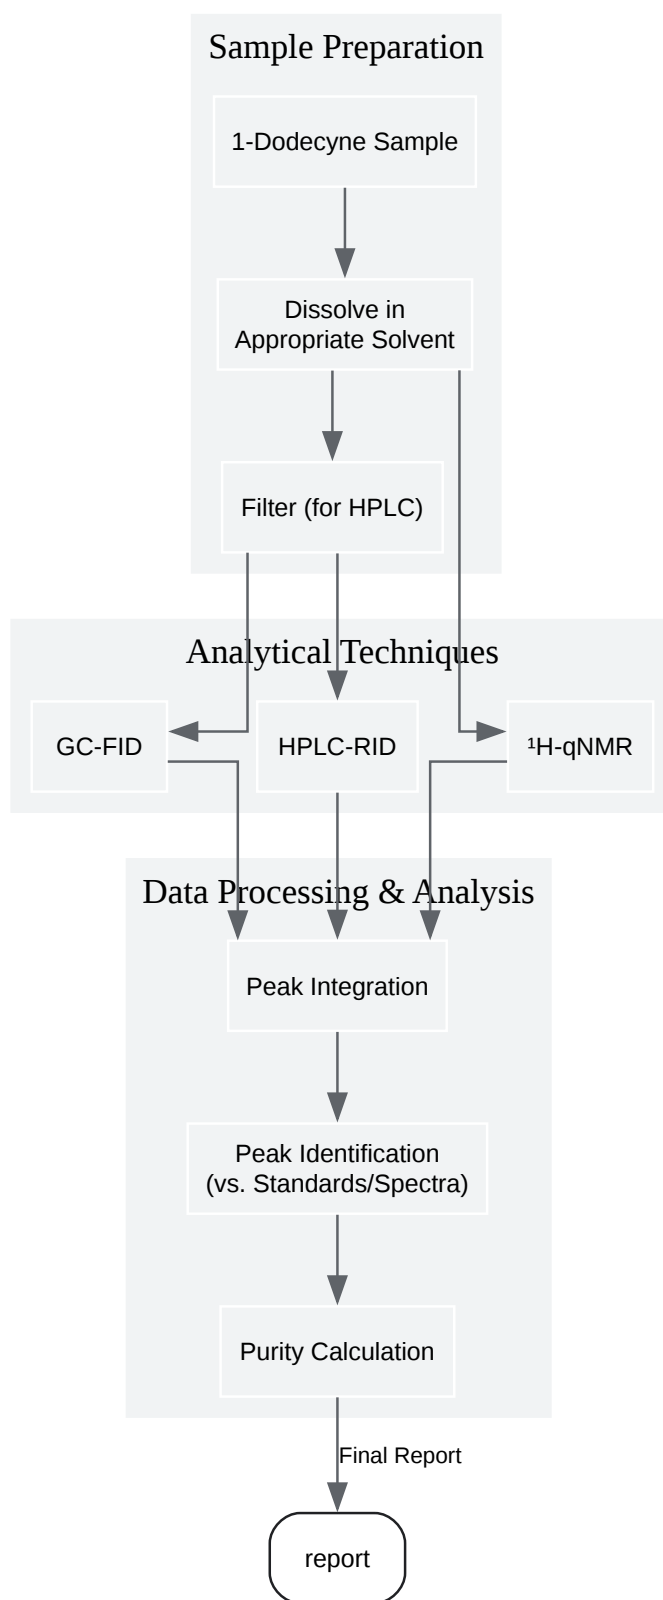 Sample Preparation
1-Dodecyne Sample
Dissolve in
Appropriate Solvent
Filter (for HPLC)
Analytical Techniques
GC-FID
HPLC-RID
¹H-qNMR
Data Processing & Analysis
Peak Integration
Peak Identification
(vs. Standards/Spectra)
Purity Calculation
Final Report
report